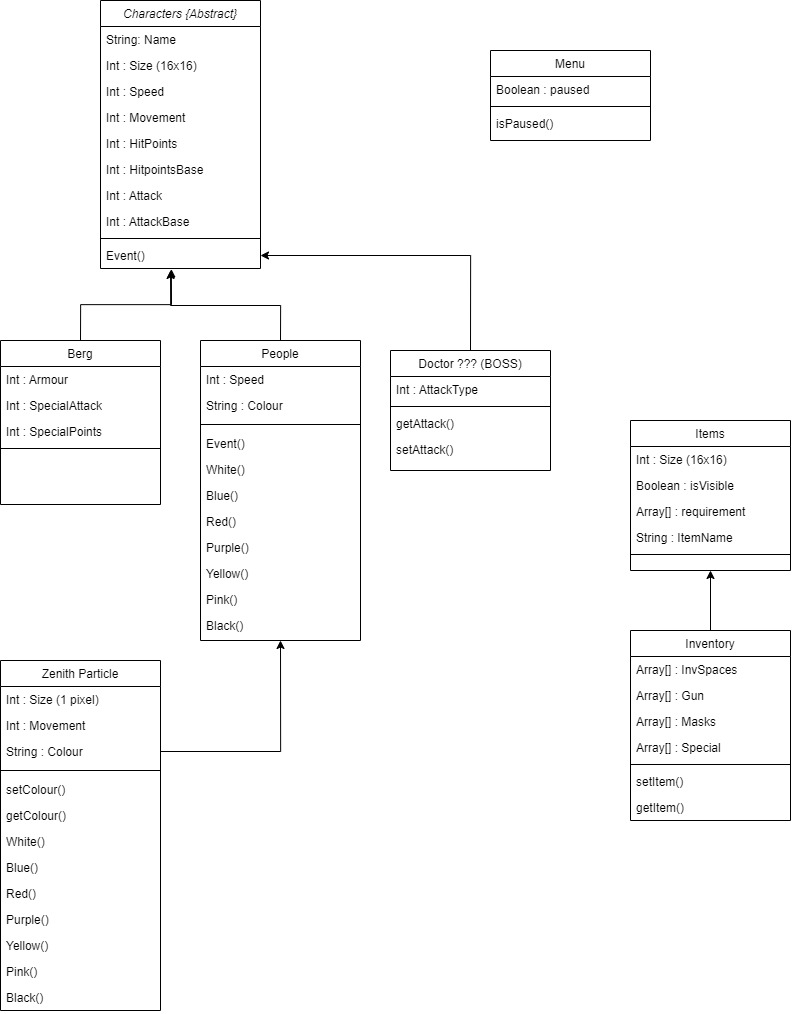 Characters {Abstract}
String: Name
Int : Size (16x16)
Int : Speed
Int : Movement
Int : HitPoints
Int : HitpointsBase
Int : Attack
Int : AttackBase
Event()
Menu
Boolean : paused
isPaused()
Berg
Int : Armour
Int : SpecialAttack
Int : SpecialPoints
People
Int : Speed
String : Colour
Event()
White()
Blue()
Red()
Purple()
Yellow()
Pink()
Black()
Doctor ??? (BOSS)
Int : AttackType
getAttack()
setAttack()
Items
Int : Size (16x16)
Boolean : isVisible
Array[] : requirement
String : ItemName
Inventory
Array[] : InvSpaces
Array[] : Gun
Array[] : Masks
Array[] : Special
setItem()
getItem()
Zenith Particle
Int : Size (1 pixel)
Int : Movement
String : Colour
setColour()
getColour()
White()
Blue()
Red()
Purple()
Yellow()
Pink()
Black()